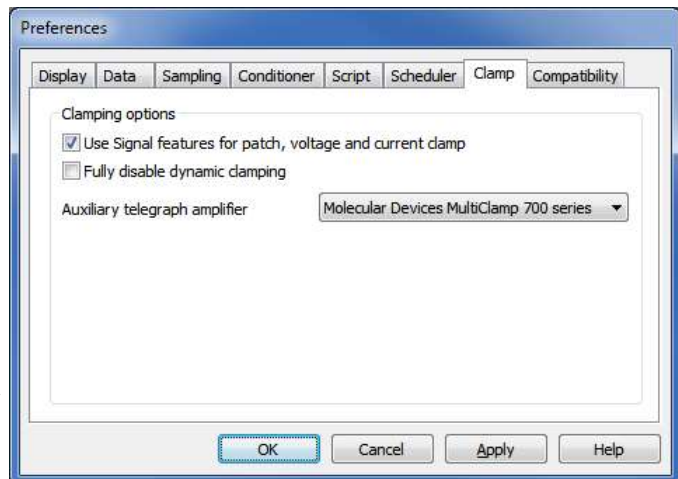 Preferences
Display Data Sampling Conditioner Script Scheduler Clamp Compatibility
Clamping options
Use Signal features for patch, voltage and current clamp
Fully disable dynamic clamping
Auxiliary telegraph amplifier Molecular Devices MultiClamp 700 series
OK Cancel Apply Help